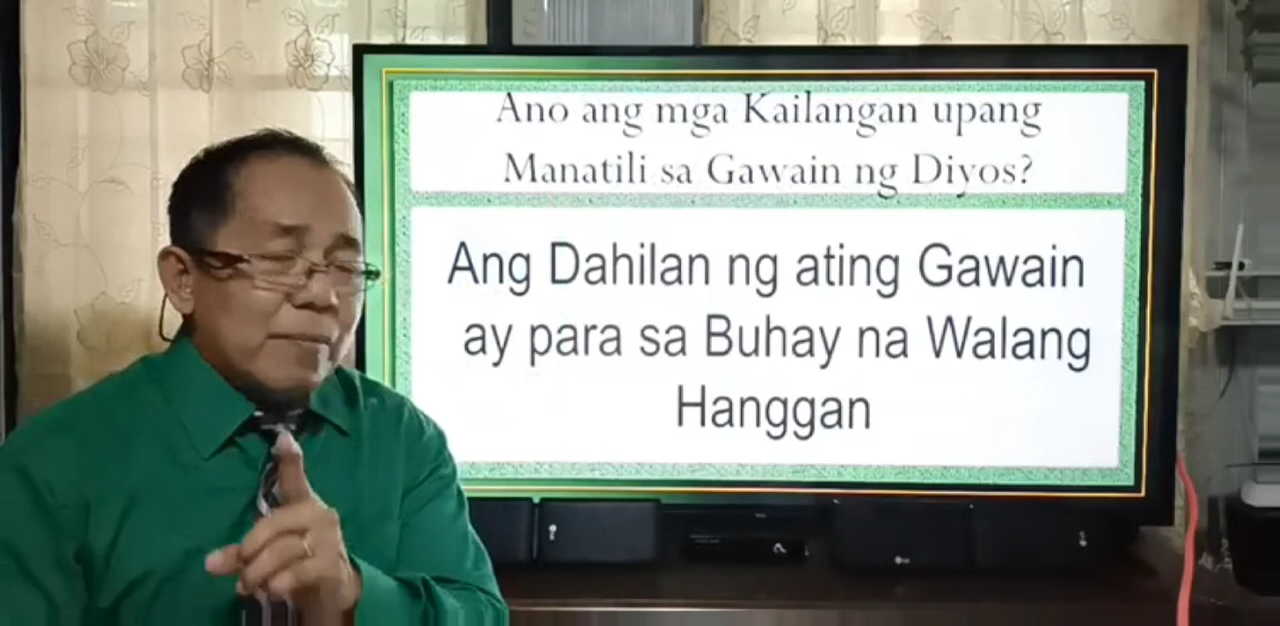 Ano ang mga Kailangan upang
Manatili sa Gawain ng Diyos?
Ang Dahilan ng ating Gawain
ay para sa Buhay na Walang
Hanggan